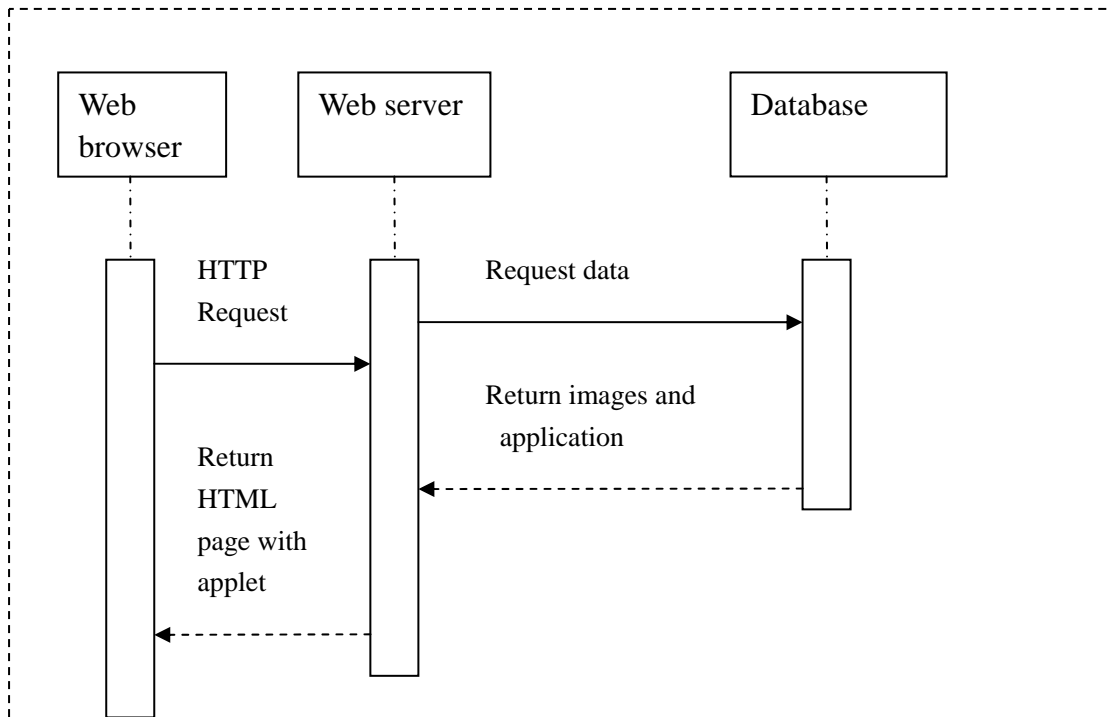 Web
browser
Web server
Database
HTTP
Request
Request data
Return images and
application
Return
HTML
page with
applet